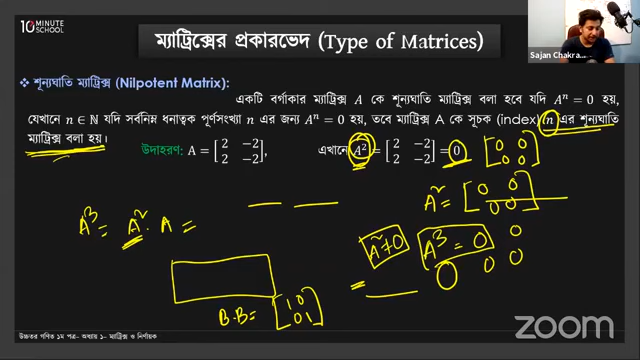 10 MINUTE SCHOOL
ম্যাট্রিক্সের প্রকারভেদ (Type of Matrices)
Sajan Chakra...
❖ শূন্যঘাতি ম্যাট্রিক্স (Nilpotent Matrix):
একটি বর্গাকার ম্যাট্রিক্স A কে শূন্যঘাতি ম্যাট্রিক্স বলা হবে যদি Aⁿ = 0 হয়,
যেখানে n ∈ ℕ যদি সর্বনিম্ন ধনাত্মক পূর্ণসংখ্যা n এর জন্য Aⁿ = 0 হয়, তবে ম্যাট্রিক্স A কে সূচক (index) n এর শূন্যঘাতি
ম্যাট্রিক্স বলা হয়।
উদাহরণ: A = [2 −2; 2 −2], এখানে A² = [2 −2; 2 −2] = 0 [0 0; 0 0]
A² = [0 0; 0 0]
A³ = A² · A =
A² ≠ 0 A³ = 0 0
= 0 0 0
B.B = [1 0; 0 1]
উচ্চতর গণিত ১ম পত্র- অধ্যায় ১- ম্যাট্রিক্স ও নির্ণায়ক
zoom